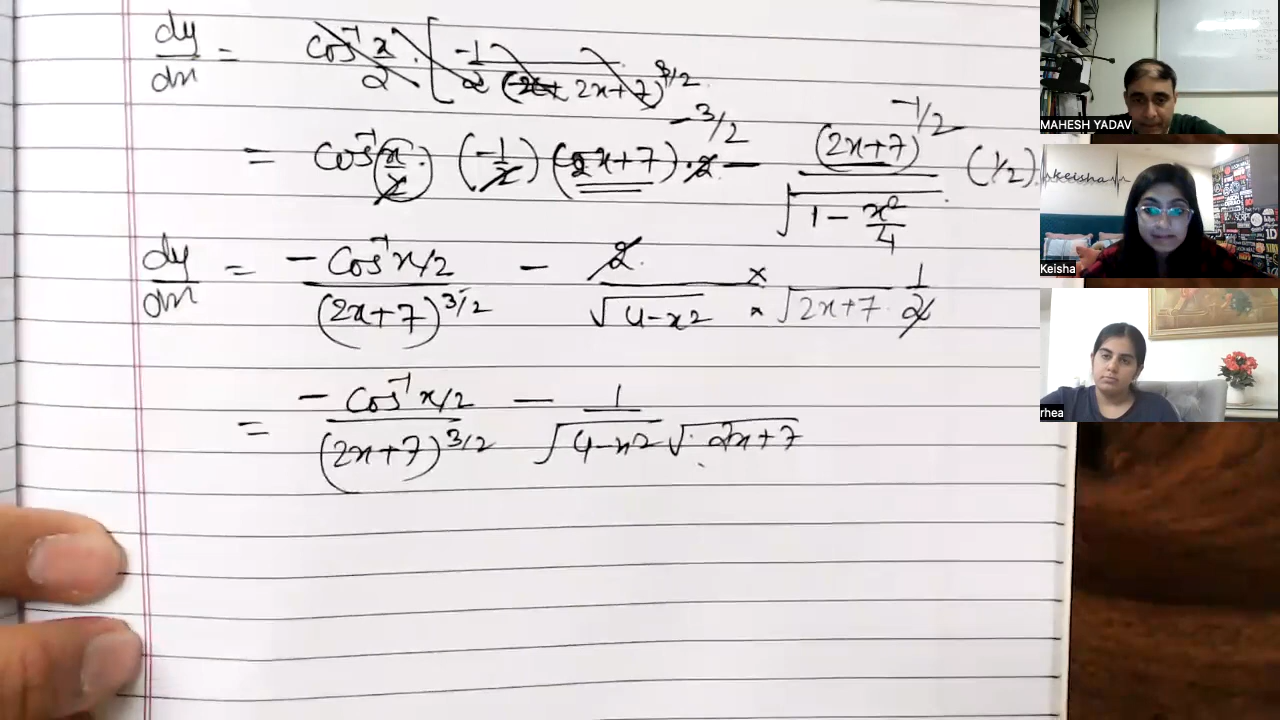 dy/dx = cos⁻¹ x/2 · [ -1/2 (2x+7)^3/2
= cos⁻¹(x/2) · (-1/2) (2x+7)^-3/2 · 2 - (2x+7)^-1/2 / √(1 - x²/4) (1/2).
dy/dx = - cos⁻¹ x/2 / (2x+7)^3/2 - 2 / √(4-x²) × × √(2x+7) · 1/2
= - cos⁻¹ x/2 / (2x+7)^3/2 - 1 / √(4-x²) √(2x+7)
MAHESH YADAV
keisha
Keisha
rhea